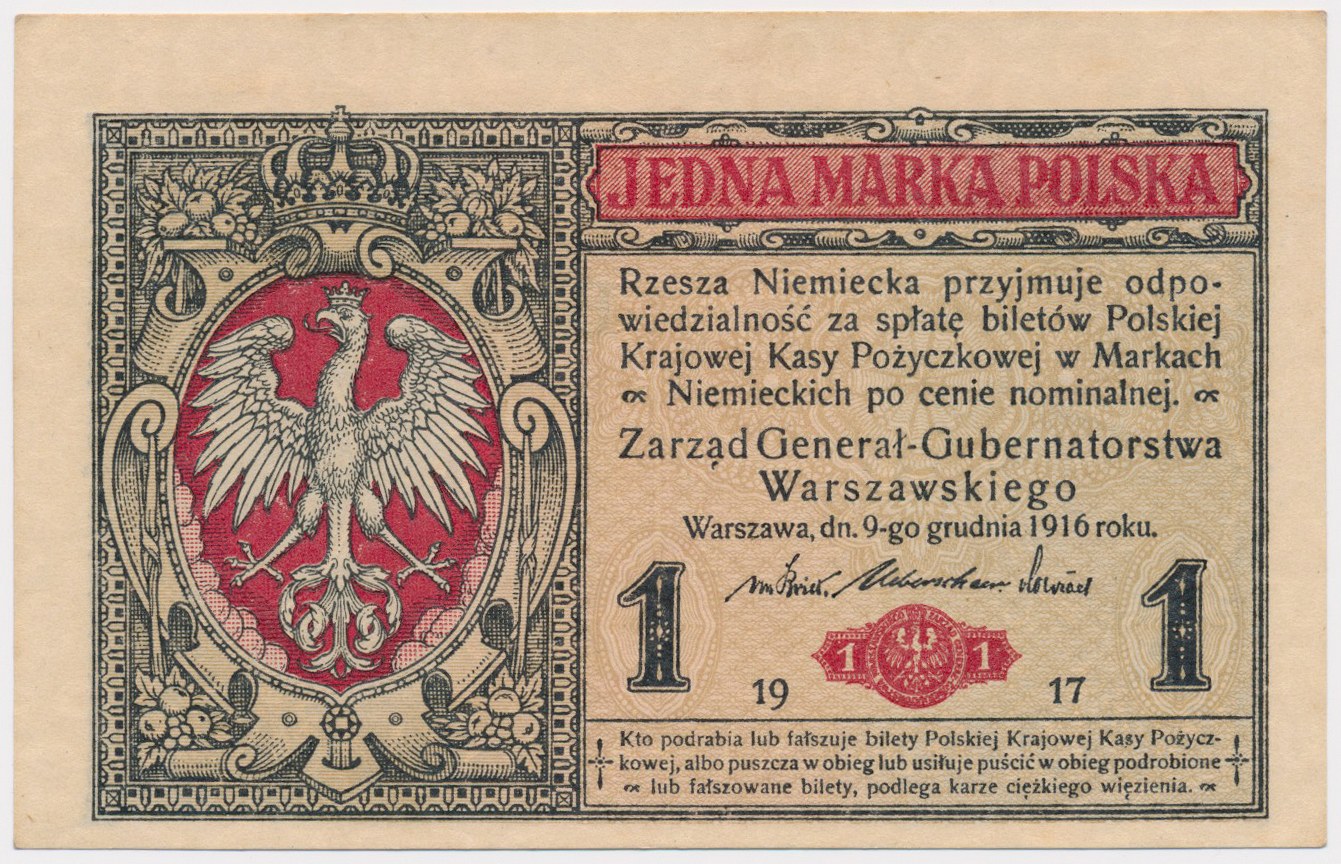 JEDNA MARKA POLSKA
Rzesza Niemiecka przyjmuje odpo-
wiedzialność za spłatę biletów Polskiej
Krajowej Kasy Pożyczkowej w Markach
Niemieckich po cenie nominalnej.
Zarząd Generał-Gubernatorstwa
Warszawskiego
Warszawa, dn. 9-go grudnia 1916 roku.
1 1
1 1
19 17
Kto podrabia lub fałszuje bilety Polskiej Krajowej Kasy Pożycz-
kowej, albo puszcza w obieg lub usiłuje puścić w obieg podrobione
lub fałszowane bilety, podlega karze ciężkiego więzienia.